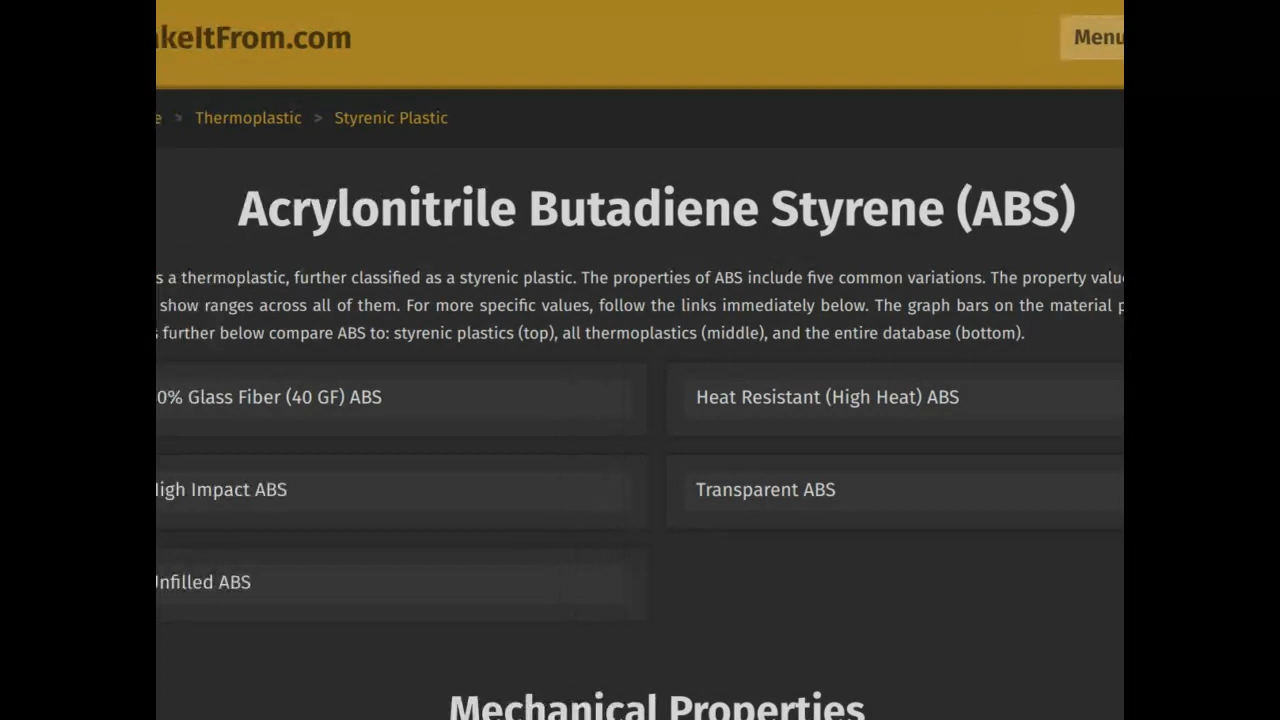 akeItFrom.com
Menu
e > Thermoplastic > Styrenic Plastic
Acrylonitrile Butadiene Styrene (ABS)
s a thermoplastic, further classified as a styrenic plastic. The properties of ABS include five common variations. The property value
show ranges across all of them. For more specific values, follow the links immediately below. The graph bars on the material p
s further below compare ABS to: styrenic plastics (top), all thermoplastics (middle), and the entire database (bottom).
0% Glass Fiber (40 GF) ABS
Heat Resistant (High Heat) ABS
High Impact ABS
Transparent ABS
Unfilled ABS
Mechanical Properties